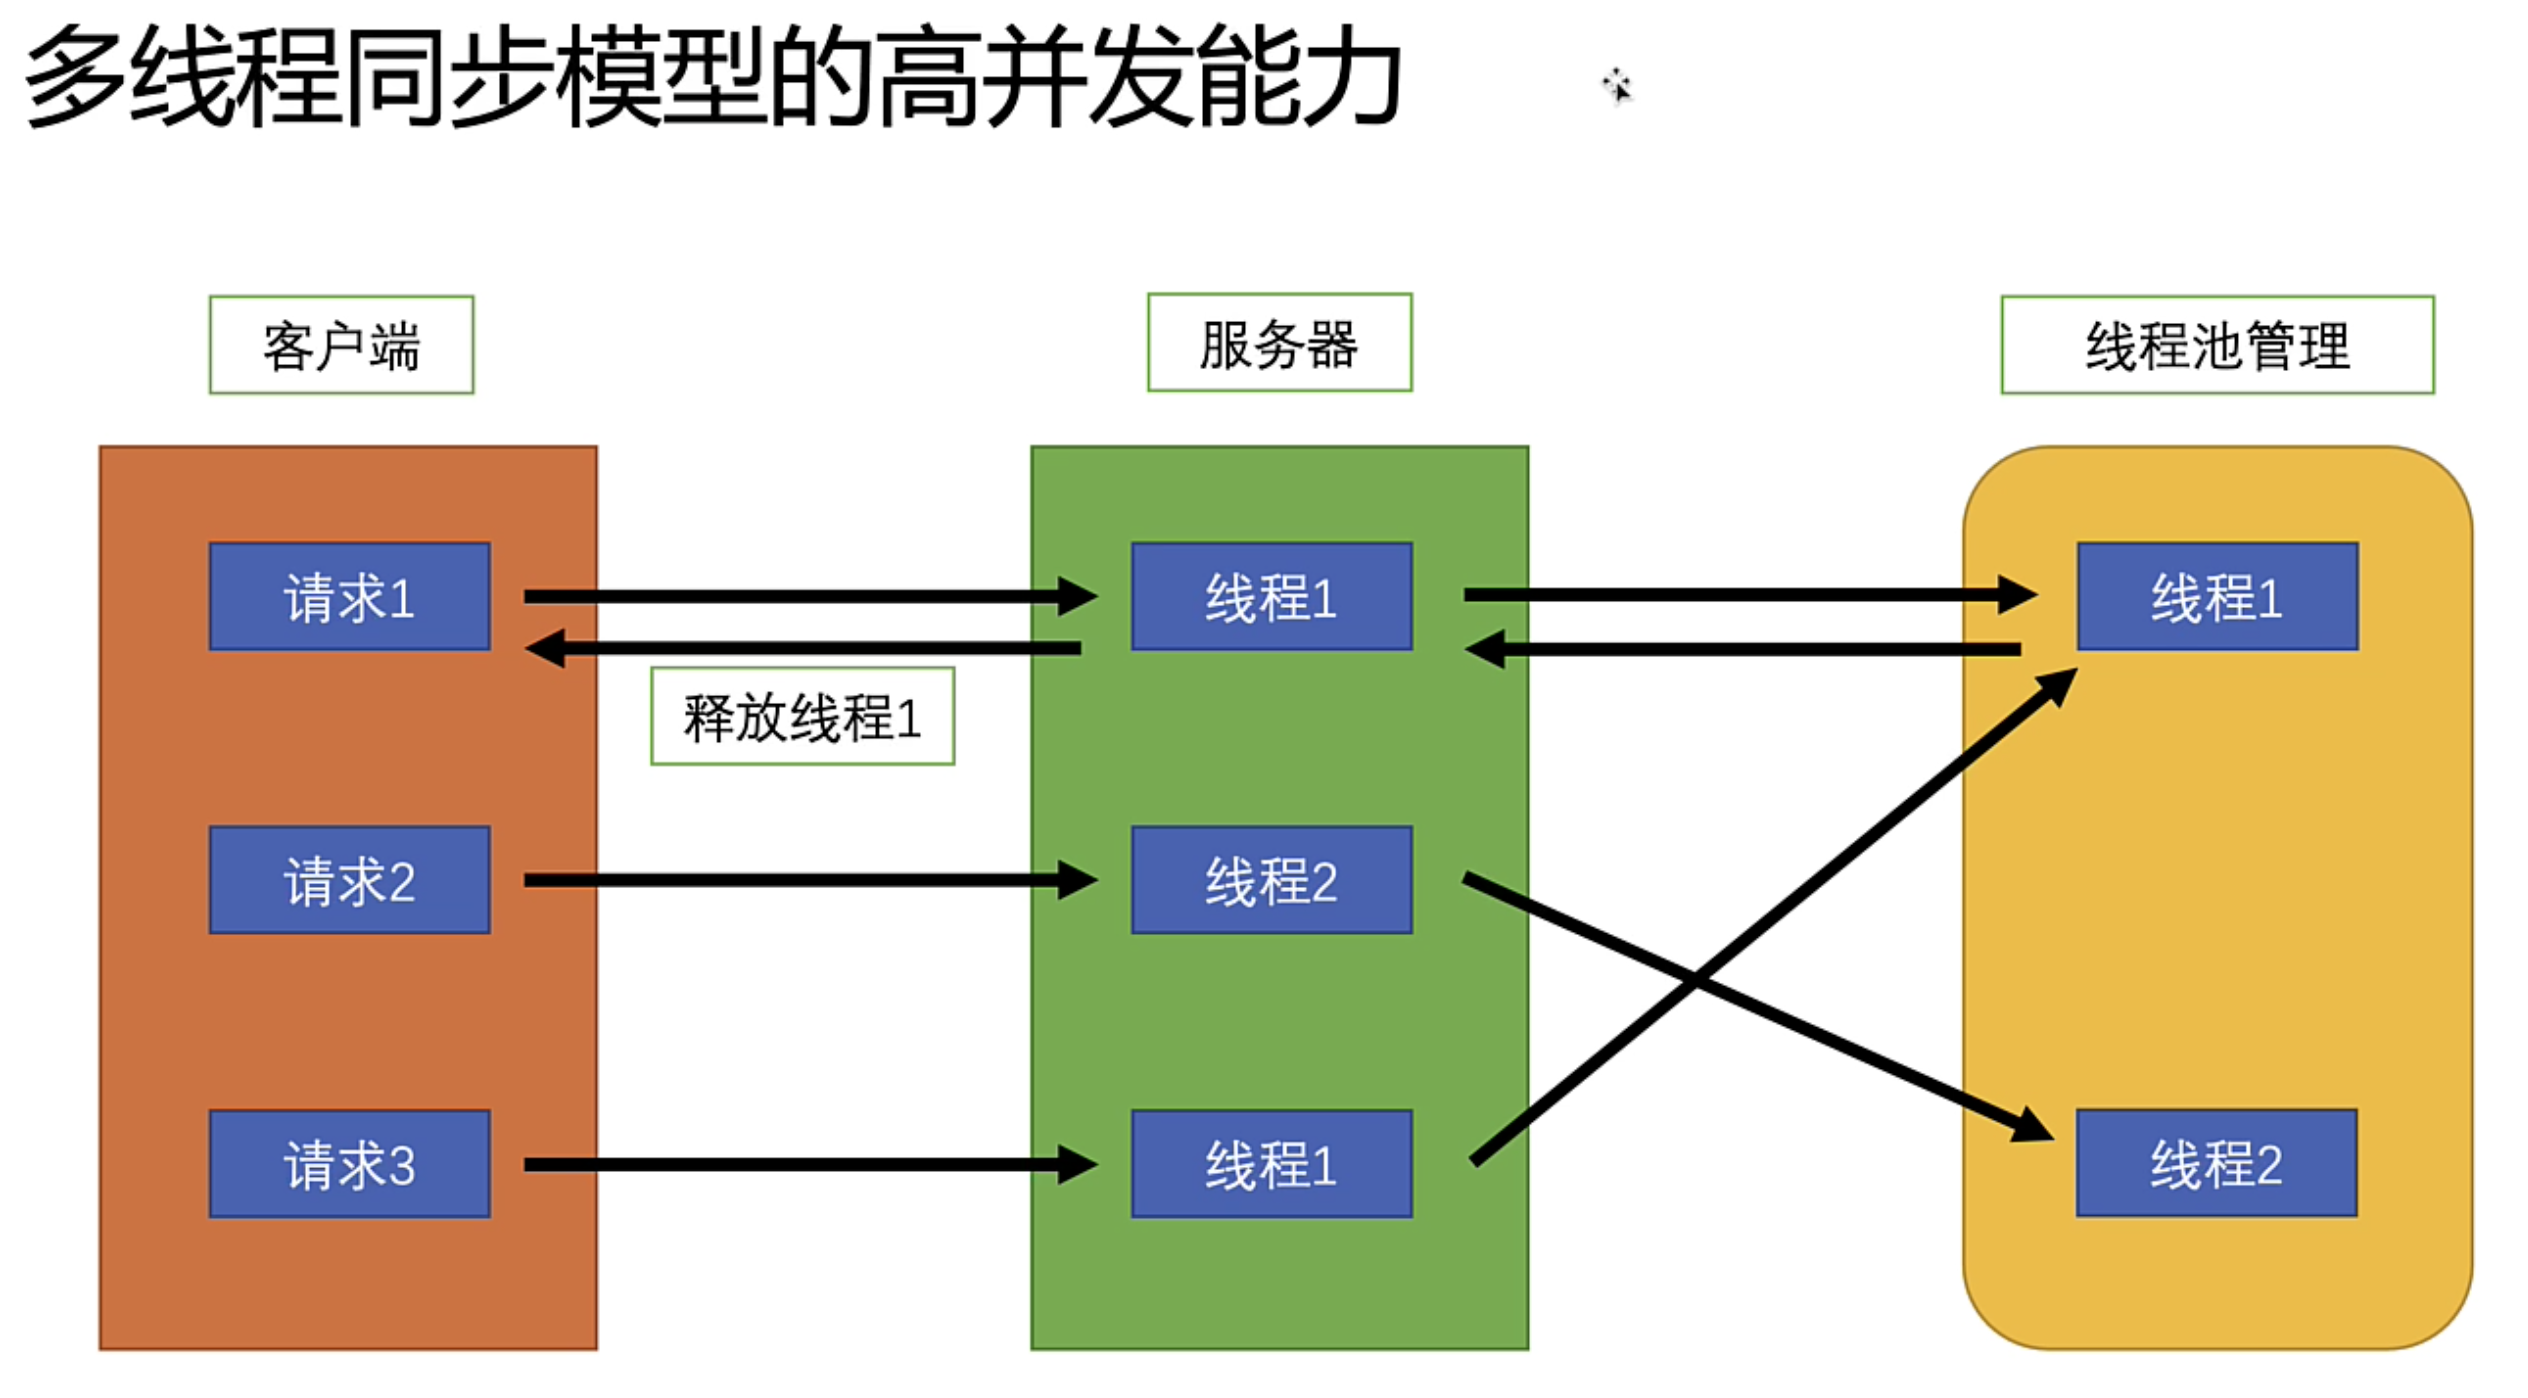 多线程同步模型的高并发能力
客户端
服务器
线程池管理
请求1
线程1
线程1
释放线程1
请求2
线程2
请求3
线程1
线程2